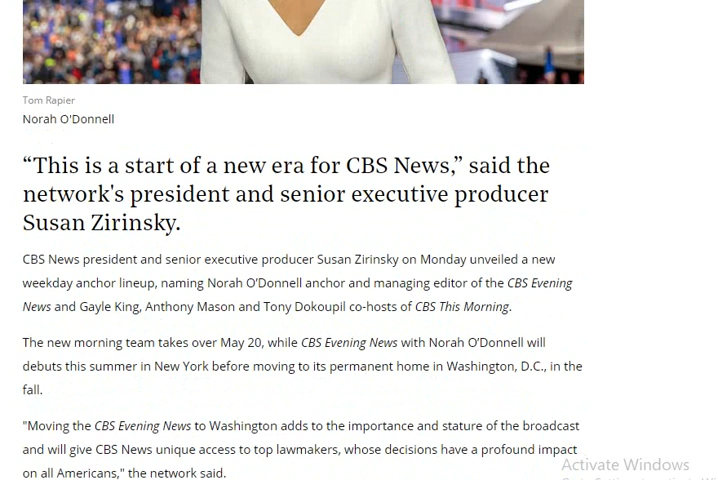 Tom Rapier
Norah O'Donnell
“This is a start of a new era for CBS News,” said the
network's president and senior executive producer
Susan Zirinsky.
CBS News president and senior executive producer Susan Zirinsky on Monday unveiled a new
weekday anchor lineup, naming Norah O’Donnell anchor and managing editor of the CBS Evening
News and Gayle King, Anthony Mason and Tony Dokoupil co-hosts of CBS This Morning.
The new morning team takes over May 20, while CBS Evening News with Norah O’Donnell will
debuts this summer in New York before moving to its permanent home in Washington, D.C., in the
fall.
"Moving the CBS Evening News to Washington adds to the importance and stature of the broadcast
and will give CBS News unique access to top lawmakers, whose decisions have a profound impact
on all Americans," the network said.
Activate Windows